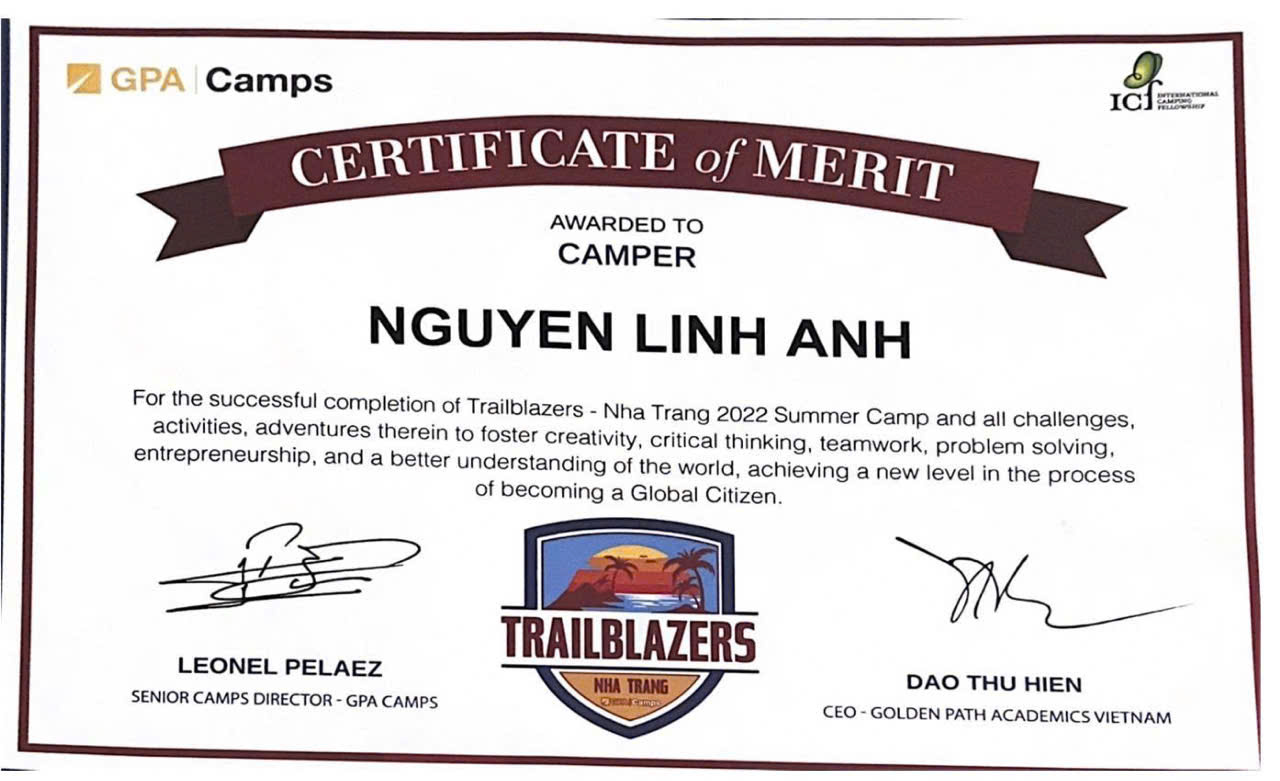 GPA Camps
ICf INTERNATIONAL
CAMPING
FELLOWSHIP
CERTIFICATE of MERIT
AWARDED TO
CAMPER
NGUYEN LINH ANH
For the successful completion of Trailblazers - Nha Trang 2022 Summer Camp and all challenges,
activities, adventures therein to foster creativity, critical thinking, teamwork, problem solving,
entrepreneurship, and a better understanding of the world, achieving a new level in the process
of becoming a Global Citizen.
TRAILBLAZERS
NHA TRANG
Camps
LEONEL PELAEZ
SENIOR CAMPS DIRECTOR - GPA CAMPS
DAO THU HIEN
CEO - GOLDEN PATH ACADEMICS VIETNAM